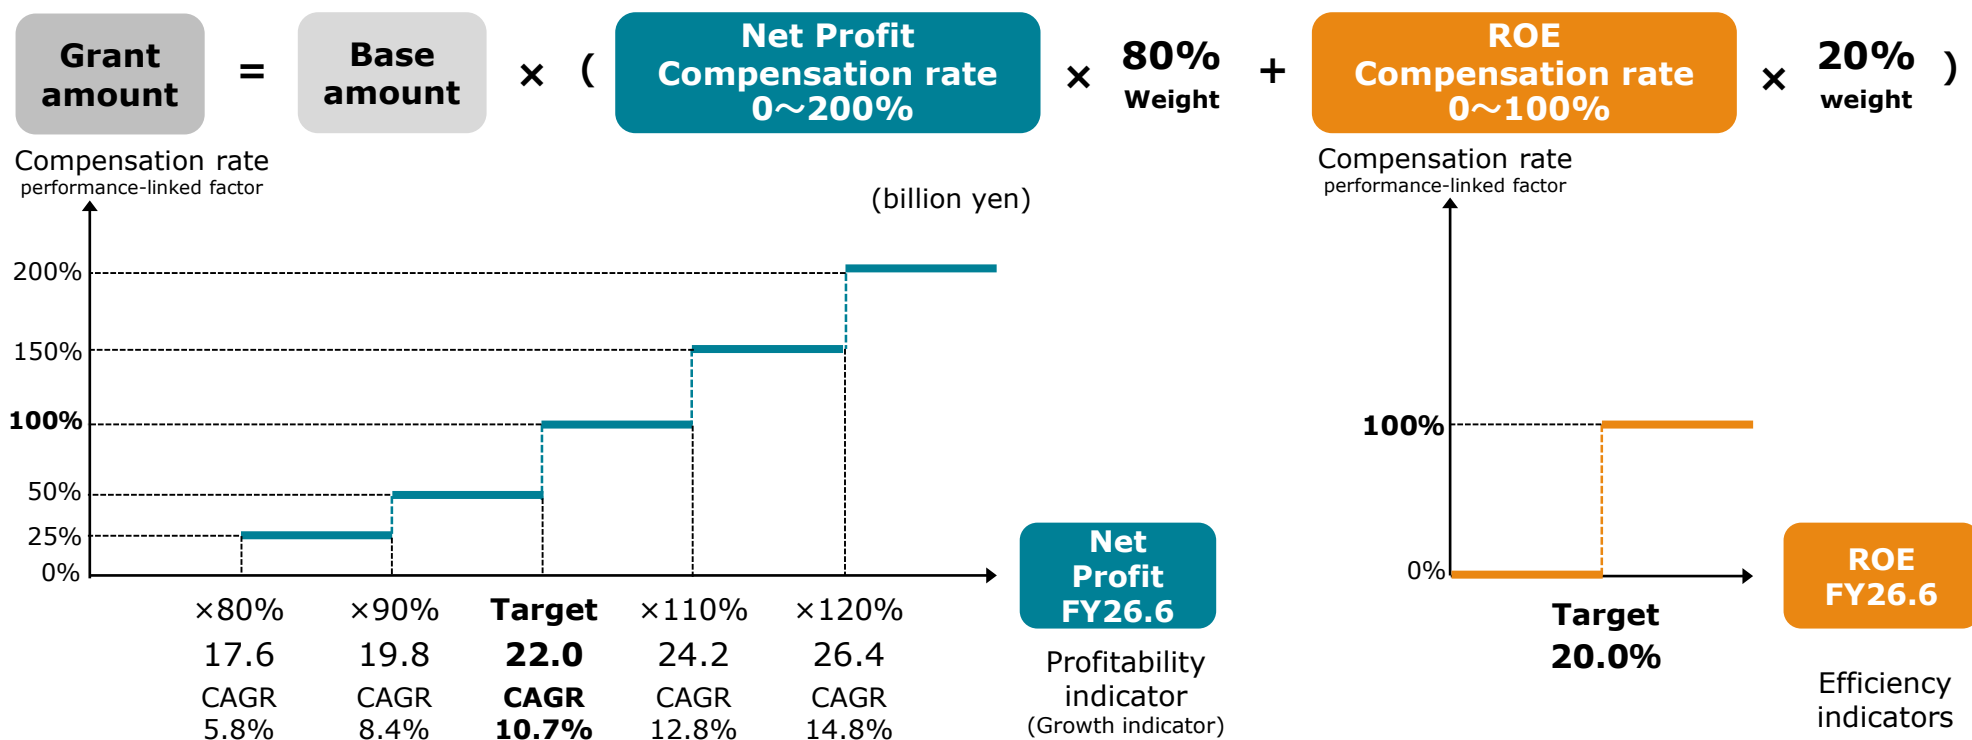 Grant
amount
=
Base
amount
×
(
Net Profit
Compensation rate
0～200%
×
80%
Weight
+
ROE
Compensation rate
0～100%
×
20%
weight
)
Compensation rate
performance-linked factor
(billion yen)
200%
150%
100%
50%
25%
0%
×80%
17.6
CAGR
5.8%
×90%
19.8
CAGR
8.4%
Target
22.0
CAGR
10.7%
×110%
24.2
CAGR
12.8%
×120%
26.4
CAGR
14.8%
Net
Profit
FY26.6
Profitability
indicator
(Growth indicator)
Compensation rate
performance-linked factor
100%
0%
Target
20.0%
ROE
FY26.6
Efficiency
indicators